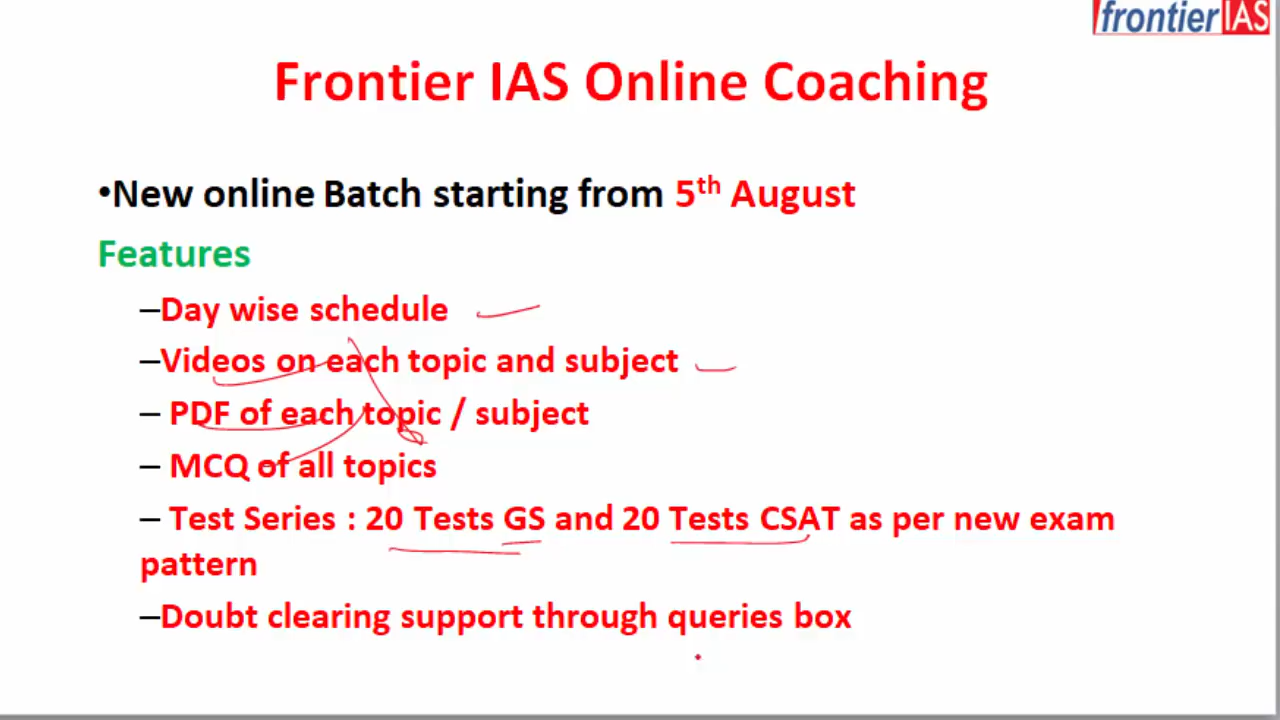 frontier IAS
Frontier IAS Online Coaching
•New online Batch starting from 5th August
Features
–Day wise schedule
–Videos on each topic and subject
– PDF of each topic / subject
– MCQ of all topics
– Test Series : 20 Tests GS and 20 Tests CSAT as per new exam
pattern
–Doubt clearing support through queries box